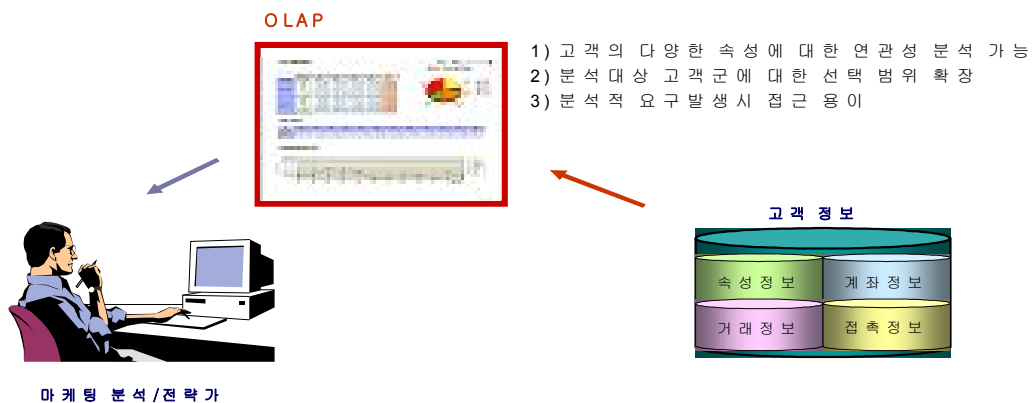 OLAP
1) 고객의 다양한 속성에 대한 연관성 분석 가능
2) 분석대상 고객군에 대한 선택 범위 확장
3) 분석적 요구발생시 접근 용이
고객 정보
속성정보 계좌정보
거래정보 접촉정보
마케팅 분석/전략가